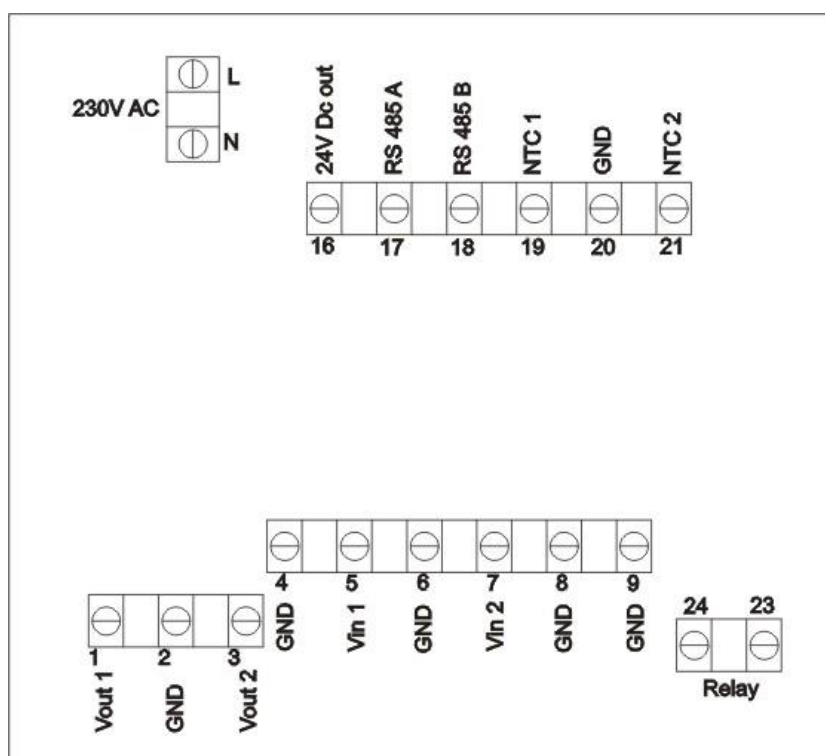 L
230V AC
N
24V Dc out
RS 485 A
RS 485 B
NTC 1
GND
NTC 2
16 17 18 19 20 21
4 5 6 7 8 9
GND
Vin 1
GND
Vin 2
GND
GND
1 2 3
Vout 1
GND
Vout 2
24 23
Relay